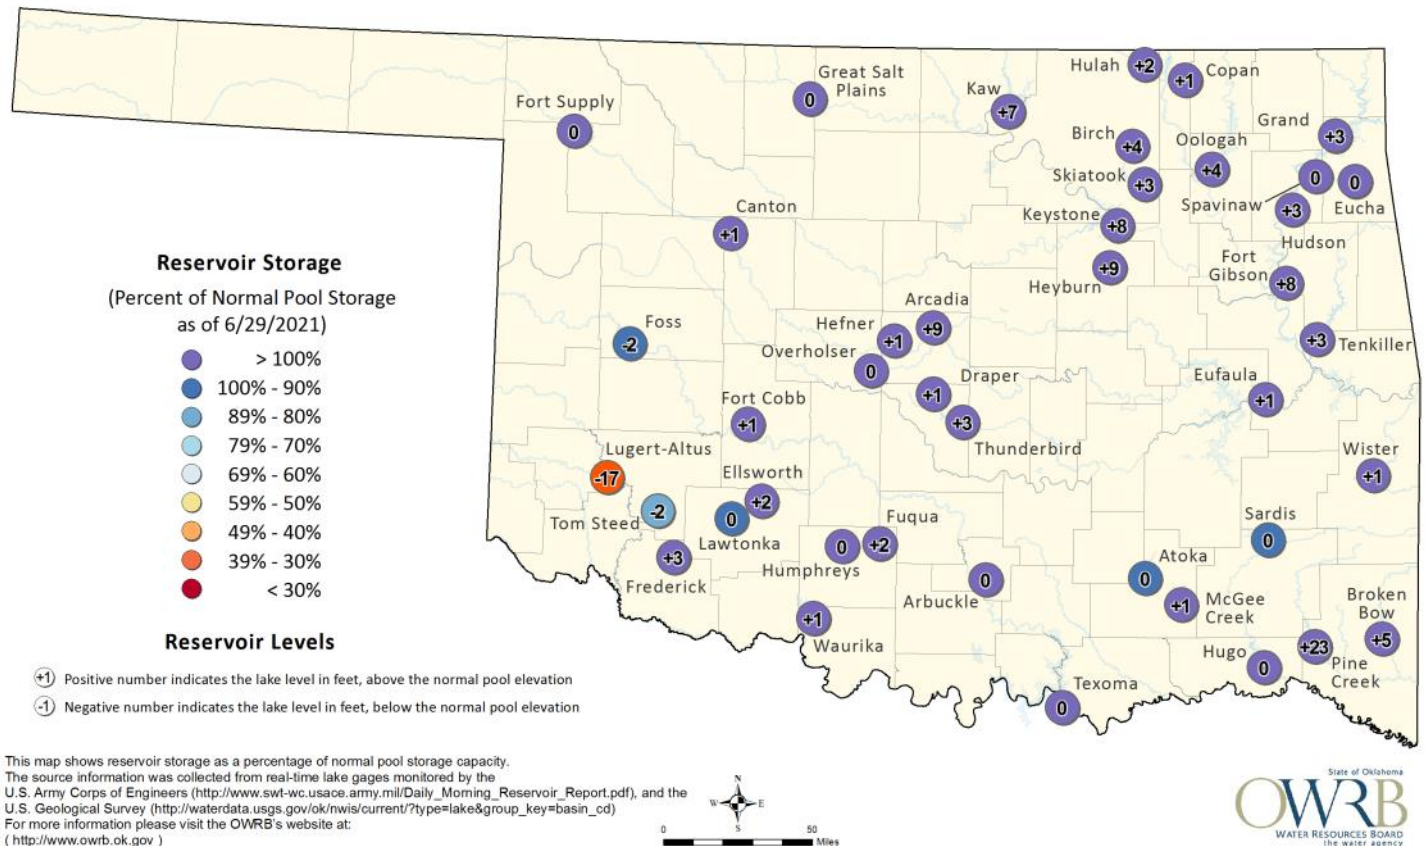 Hulah
+2
+1
Copan
Great Salt
Plains
0
Kaw
+7
Fort Supply
0
Grand
+3
Birch
+4
Oologah
+4
Skiatook
+3
0
0
Spavinaw
Eucha
+3
Hudson
Canton
+1
Keystone
+8
Heyburn
+9
Fort
Gibson
+8
Reservoir Storage
(Percent of Normal Pool Storage
as of 6/29/2021)
> 100%
100% - 90%
89% - 80%
79% - 70%
69% - 60%
59% - 50%
49% - 40%
39% - 30%
< 30%
Foss
-2
Arcadia
+9
Hefner
+1
Overholser
0
+3
Tenkiller
Draper
+1
Eufaula
+1
Fort Cobb
+1
+3
Thunderbird
Lugert-Altus
-17
Ellsworth
+2
Wister
+1
Tom Steed
-2
0
Lawtonka
Fuqua
+2
0
Humphreys
Sardis
0
+3
Frederick
Atoka
0
0
Arbuckle
+1
McGee
Creek
Broken
Bow
+5
+1
Waurika
Hugo
0
+23
Pine
Creek
Texoma
0
Reservoir Levels
+1 Positive number indicates the lake level in feet, above the normal pool elevation
-1 Negative number indicates the lake level in feet, below the normal pool elevation
This map shows reservoir storage as a percentage of normal pool storage capacity.
The source information was collected from real-time lake gages monitored by the
U.S. Army Corps of Engineers (http://www.swt-wc.usace.army.mil/Daily_Morning_Reservoir_Report.pdf), and the
U.S. Geological Survey (http://waterdata.usgs.gov/ok/nwis/current/?type=lake&group_key=basin_cd)
For more information please visit the OWRB's website at:
( http://www.owrb.ok.gov )
N
W E
S
0 50
Miles
State of Oklahoma
OWRB
WATER RESOURCES BOARD
the water agency